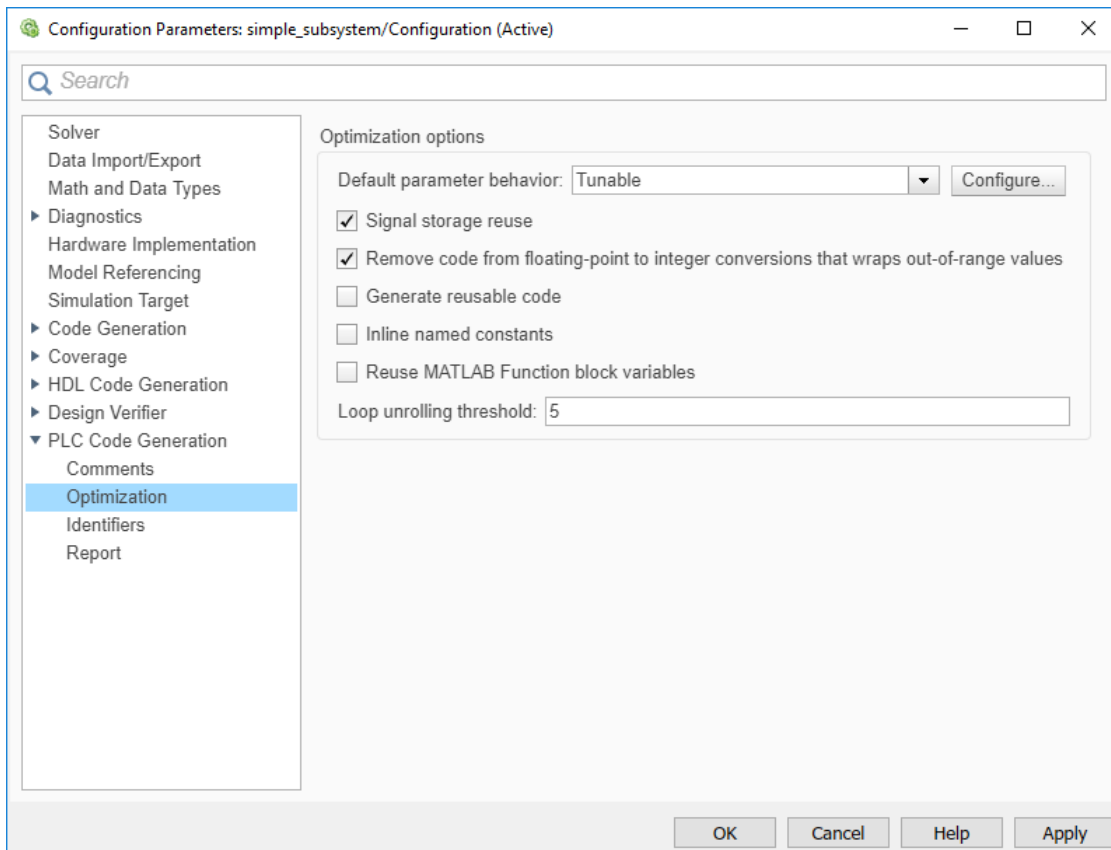 Configuration Parameters: simple_subsystem/Configuration (Active)
Search
Solver
Data Import/Export
Math and Data Types
Diagnostics
Hardware Implementation
Model Referencing
Simulation Target
Code Generation
Coverage
HDL Code Generation
Design Verifier
PLC Code Generation
Comments
Optimization
Identifiers
Report
Optimization options
Default parameter behavior: Tunable Configure...
Signal storage reuse
Remove code from floating-point to integer conversions that wraps out-of-range values
Generate reusable code
Inline named constants
Reuse MATLAB Function block variables
Loop unrolling threshold: 5
OK Cancel Help Apply